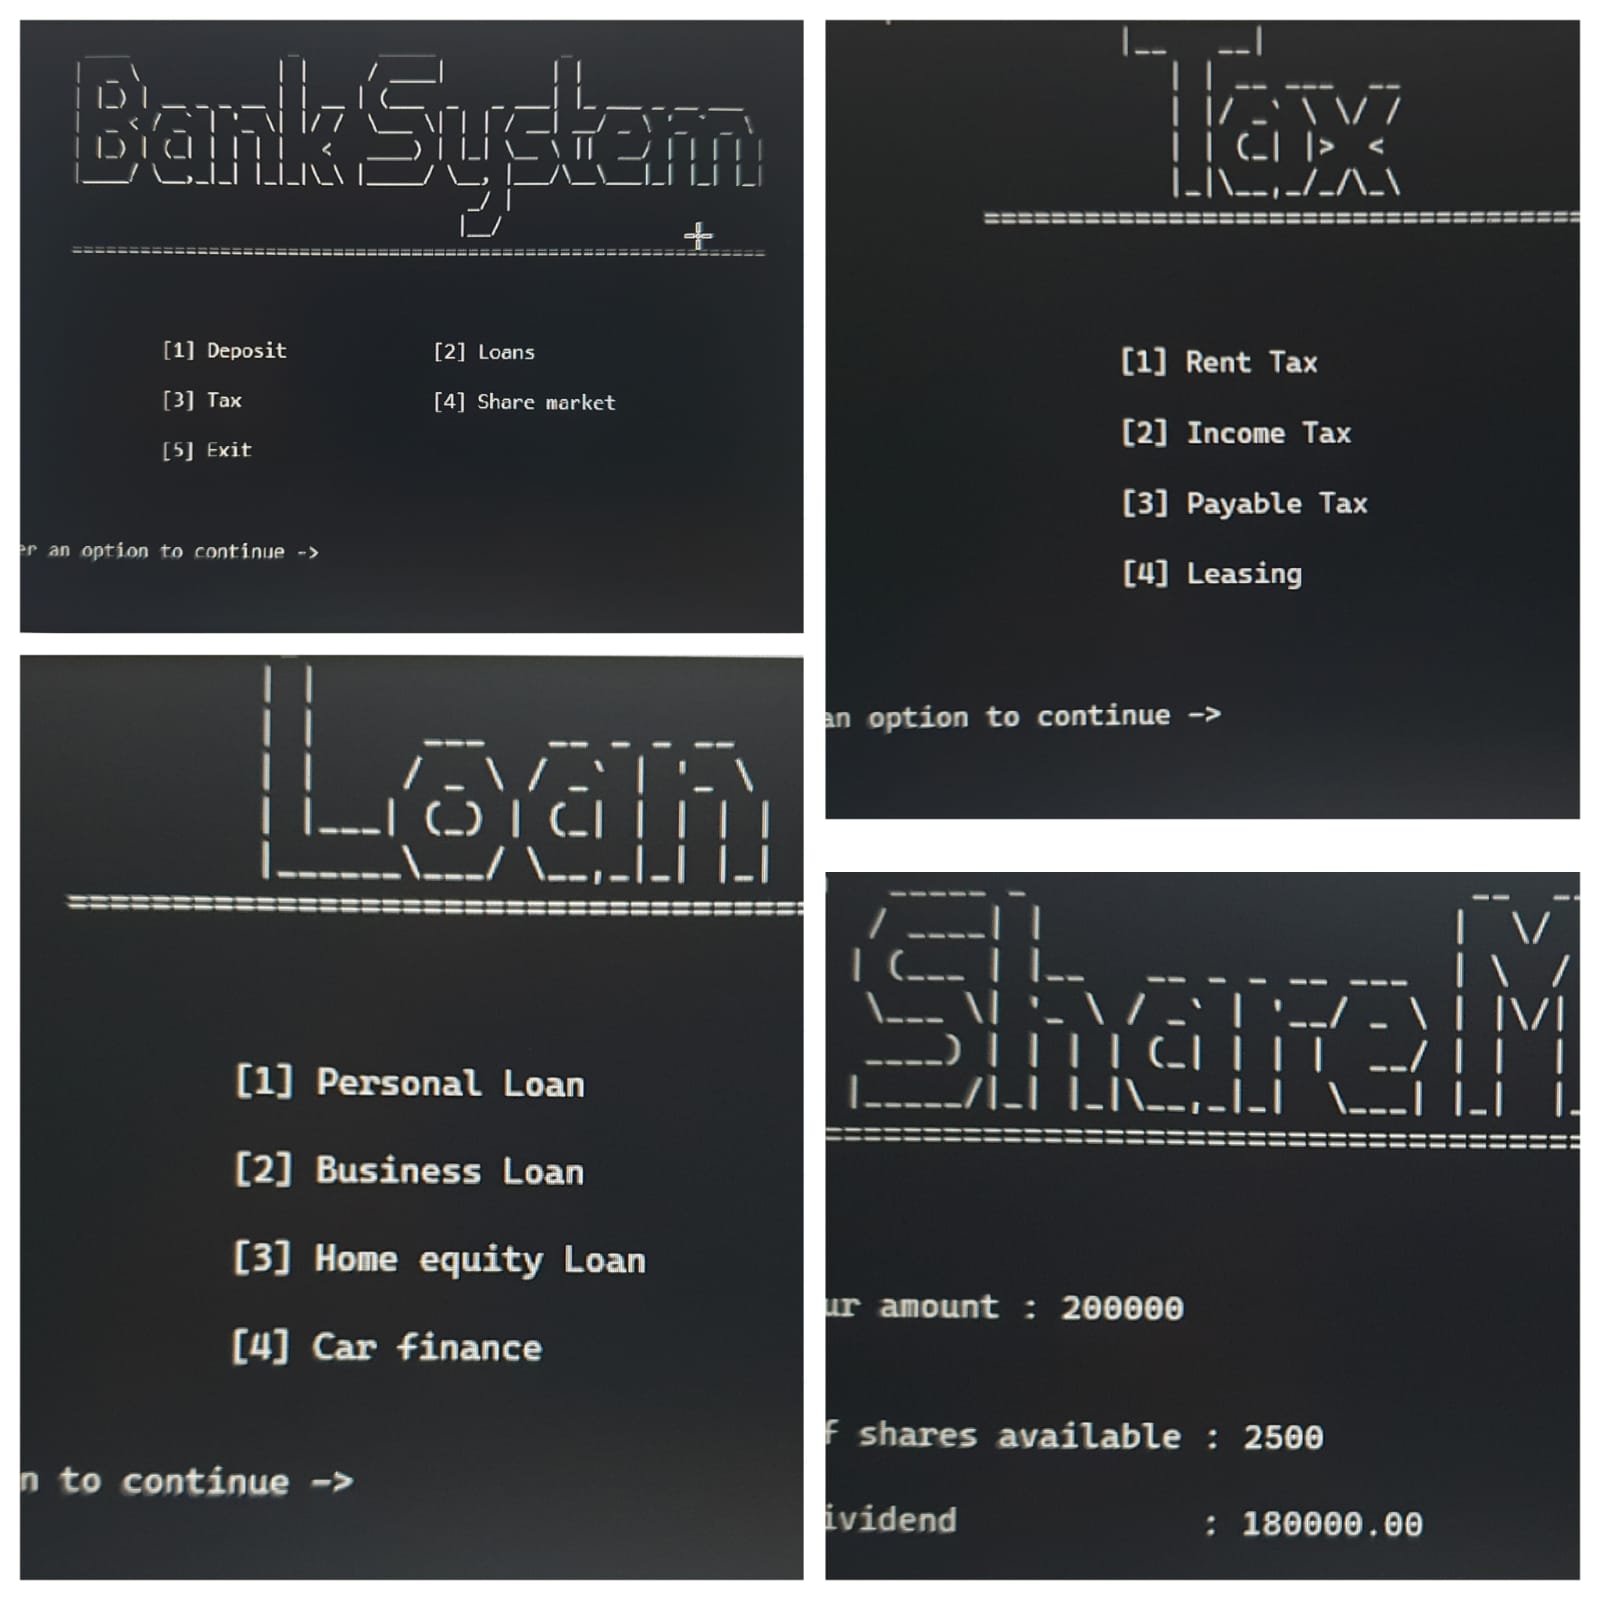 Bank System
[1] Deposit [2] Loans
[3] Tax [4] Share market
[5] Exit
an option to continue ->
Tax
[1] Rent Tax
[2] Income Tax
[3] Payable Tax
[4] Leasing
an option to continue ->
Loan
[1] Personal Loan
[2] Business Loan
[3] Home equity Loan
[4] Car finance
to continue ->
Share M
amount : 200000
shares available : 2500
: 180000.00